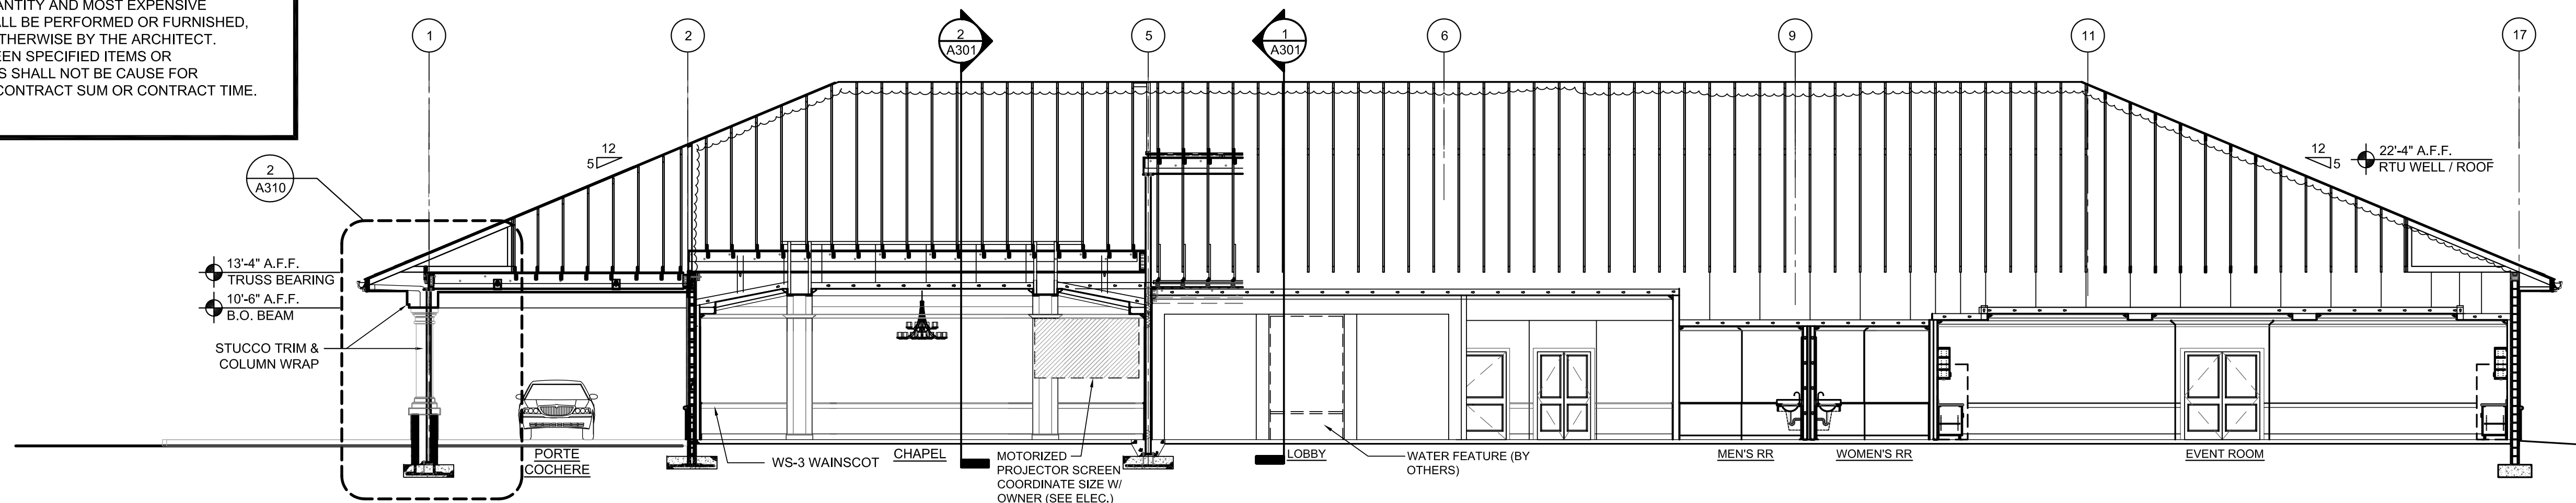 ANTITY AND MOST EXPENSIVE
ALL BE PERFORMED OR FURNISHED,
THERWISE BY THE ARCHITECT.
EEN SPECIFIED ITEMS OR
S SHALL NOT BE CAUSE FOR
CONTRACT SUM OR CONTRACT TIME.
1
2
2
A301
5
1
A301
6
9
11
17
12
5
12
5
22'-4" A.F.F.
RTU WELL / ROOF
2
A310
13'-4" A.F.F.
TRUSS BEARING
10'-6" A.F.F.
B.O. BEAM
STUCCO TRIM &
COLUMN WRAP
PORTE
COCHERE
WS-3 WAINSCOT
CHAPEL
MOTORIZED
PROJECTOR SCREEN
COORDINATE SIZE W/
OWNER (SEE ELEC.)
LOBBY
WATER FEATURE (BY
OTHERS)
MEN'S RR
WOMEN'S RR
EVENT ROOM